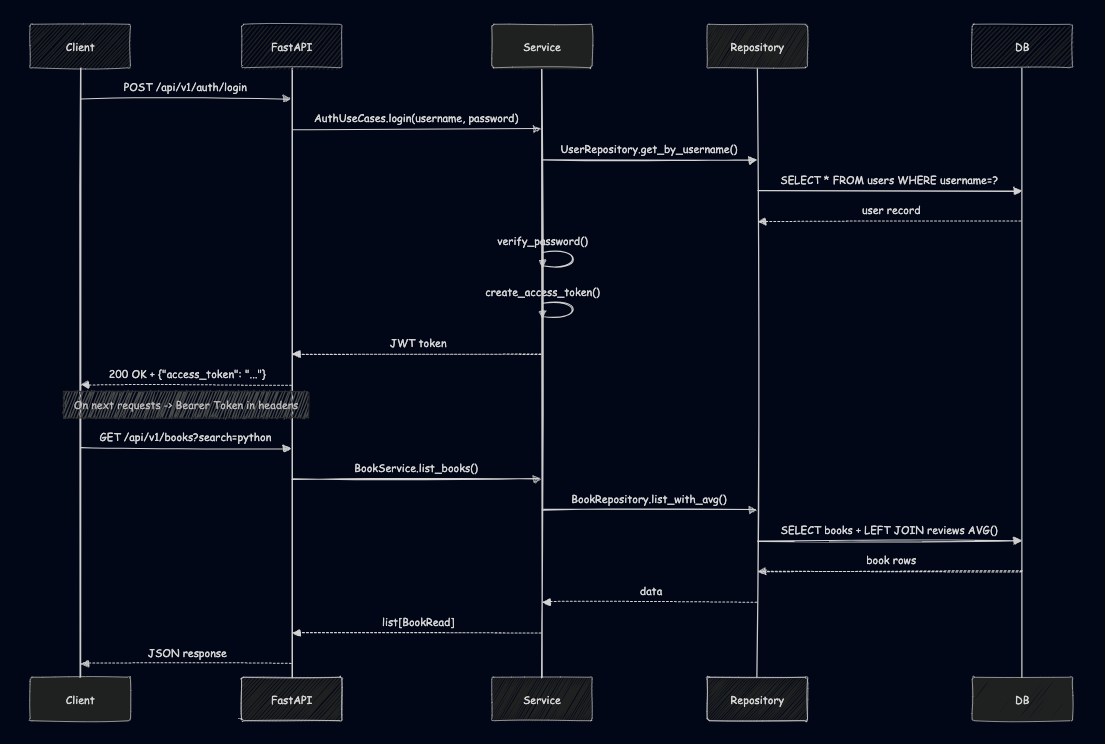 Client
FastAPI
Service
Repository
DB
POST /api/v1/auth/login
AuthUseCases.login(username, password)
UserRepository.get_by_username()
SELECT * FROM users WHERE username=?
user record
verify_password()
create_access_token()
JWT token
200 OK + {"access_token": "..."}
On next requests -> Bearer Token in headers
GET /api/v1/books?search=python
BookService.list_books()
BookRepository.list_with_avg()
SELECT books + LEFT JOIN reviews AVG()
book rows
data
list[BookRead]
JSON response
Client
FastAPI
Service
Repository
DB